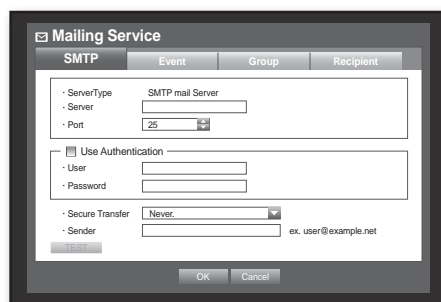 Mailing Service
SMTP Event Group Recipient
· ServerType SMTP mail Server
· Server
· Port 25
Use Authentication
· User
· Password
· Secure Transfer Never.
· Sender ex. user@example.net
TEST
OK Cancel